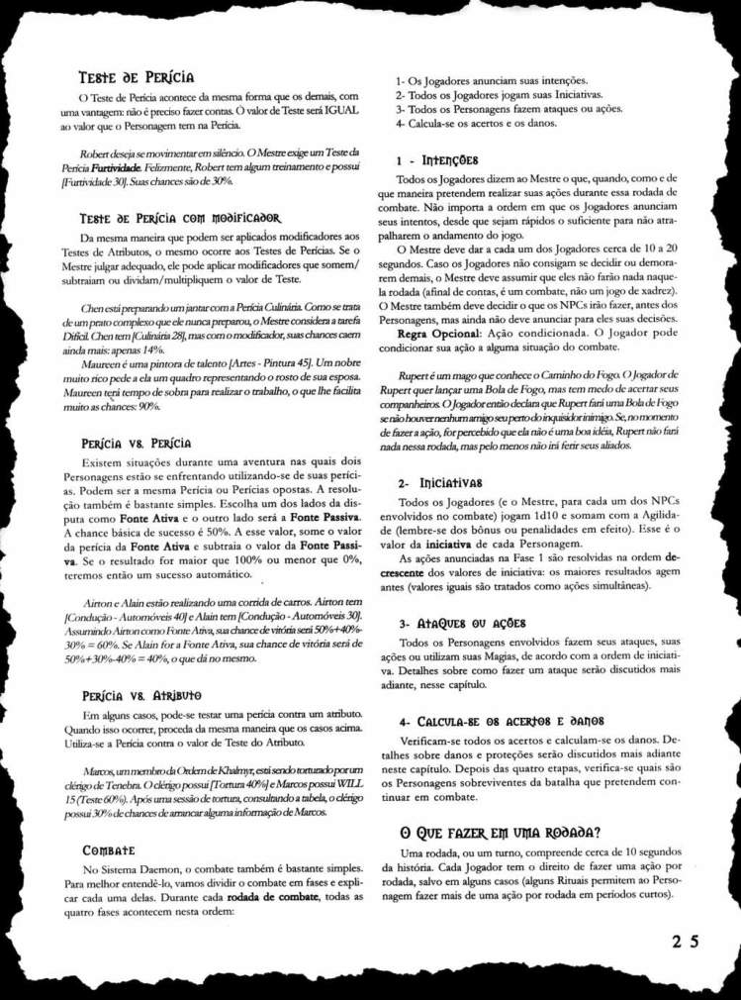 Teste de Perícia
O Teste de Perícia acontece da mesma forma que os demais, com
uma vantagem: não é preciso fazer contas. O valor de Teste será IGUAL
ao valor que o Personagem tem na Perícia.
Robert deseja se movimentar em silêncio. O Mestre exige um Teste da
Perícia Furtividade. Felizmente, Robert tem algum treinamento e possui
[Furtividade 30]. Suas chances são de 30%.
Teste de Perícia com modificador
Da mesma maneira que podem ser aplicados modificadores aos
Testes de Atributos, o mesmo ocorre aos Testes de Perícias. Se o
Mestre julgar adequado, ele pode aplicar modificadores que somem/
subtraiam ou dividam/multipliquem o valor de Teste.
Chen está preparando um jantar com a Perícia Culinária. Como se trata
de um prato complexo que ele nunca preparou, o Mestre considera a tarefa
Difícil. Chen tem [Culinária 28], mas com o modificador, suas chances caem
ainda mais: apenas 14%.
Maureen é uma pintora de talento [Artes - Pintura 45]. Um nobre
muito rico pede a ela um quadro representando o rosto de sua esposa.
Maureen terá tempo de sobra para realizar o trabalho, o que lhe facilita
muito as chances: 90%.
Perícia vs. Perícia
Existem situações durante uma aventura nas quais dois
Personagens estão se enfrentando utilizando-se de suas períci-
as. Podem ser a mesma Perícia ou Perícias opostas. A resolu-
ção também é bastante simples. Escolha um dos lados da dis-
puta como Fonte Ativa e o outro lado será a Fonte Passiva.
A chance básica de sucesso é 50%. A esse valor, some o valor
da perícia da Fonte Ativa e subtraia o valor da Fonte Passi-
va. Se o resultado for maior que 100% ou menor que 0%,
teremos então um sucesso automático.
Airton e Alain estão realizando uma corrida de carros. Airton tem
[Condução - Automóveis 40] e Alain tem [Condução - Automóveis 30].
Assumindo Airton como Fonte Ativa, sua chance de vitória será 50%+40%-
30% = 60%. Se Alain for a Fonte Ativa, sua chance de vitória será de
50%+30%-40% = 40%, o que dá no mesmo.
Perícia vs. Atributo
Em alguns casos, pode-se testar uma perícia contra um atributo.
Quando isso ocorrer, proceda da mesma maneira que os casos acima.
Utiliza-se a Perícia contra o valor de Teste do Atributo.
Marcos, um membro da Ordem de Khalmyr, está sendo torturado por um
clérigo de Tenebra. O clérigo possui [Tortura 40%] e Marcos possui WILL
15 (Teste 60%). Após uma sessão de tortura, consultando a tabela, o clérigo
possui 30% de chances de arrancar alguma informação de Marcos.
Combate
No Sistema Daemon, o combate também é bastante simples.
Para melhor entendê-lo, vamos dividir o combate em fases e expli-
car cada uma delas. Durante cada rodada de combate, todas as
quatro fases acontecem nesta ordem:
1- Os Jogadores anunciam suas intenções.
2- Todos os Jogadores jogam suas Iniciativas.
3- Todos os Personagens fazem ataques ou ações.
4- Calcula-se os acertos e os danos.
1 - Intenções
Todos os Jogadores dizem ao Mestre o que, quando, como e de
que maneira pretendem realizar suas ações durante essa rodada de
combate. Não importa a ordem em que os Jogadores anunciam
seus intentos, desde que sejam rápidos o suficiente para não atra-
palharem o andamento do jogo.
O Mestre deve dar a cada um dos Jogadores cerca de 10 a 20
segundos. Caso os Jogadores não consigam se decidir ou demora-
rem demais, o Mestre deve assumir que eles não farão nada naque-
la rodada (afinal de contas, é um combate, não um jogo de xadrez).
O Mestre também deve decidir o que os NPCs irão fazer, antes dos
Personagens, mas ainda não deve anunciar para eles suas decisões.
Regra Opcional: Ação condicionada. O Jogador pode
condicionar sua ação a alguma situação do combate.
Rupert é um mago que conhece o Caminho do Fogo. O Jogador de
Rupert quer lançar uma Bola de Fogo, mas tem medo de acertar seus
companheiros. O Jogador então declara que Rupert fará uma Bola de Fogo
se não houver nenhum amigo seu perto do inquisidor inimigo. Se, no momento
de fazer a ação, for percebido que ela não é uma boa idéia, Rupert não fará
nada nessa rodada, mas pelo menos não irá ferir seus aliados.
2- Iniciativas
Todos os Jogadores (e o Mestre, para cada um dos NPCs
envolvidos no combate) jogam 1d10 e somam com a Agilida-
de (lembre-se dos bônus ou penalidades em efeito). Esse é o
valor da iniciativa de cada Personagem.
As ações anunciadas na Fase 1 são resolvidas na ordem de-
crescente dos valores de iniciativa: os maiores resultados agem
antes (valores iguais são tratados como ações simultâneas).
3- Ataques ou ações
Todos os Personagens envolvidos fazem seus ataques, suas
ações ou utilizam suas Magias, de acordo com a ordem de iniciati-
va. Detalhes sobre como fazer um ataque serão discutidos mais
adiante, nesse capítulo.
4- Calcula-se os acertos e danos
Verificam-se todos os acertos e calculam-se os danos. De-
talhes sobre danos e proteções serão discutidos mais adiante
neste capítulo. Depois das quatro etapas, verifica-se quais são
os Personagens sobreviventes da batalha que pretendem con-
tinuar em combate.
O Que fazer em uma rodada?
Uma rodada, ou um turno, compreende cerca de 10 segundos
da história. Cada Jogador tem o direito de fazer uma ação por
rodada, salvo em alguns casos (alguns Rituais permitem ao Perso-
nagem fazer mais de uma ação por rodada em períodos curtos).
2 5